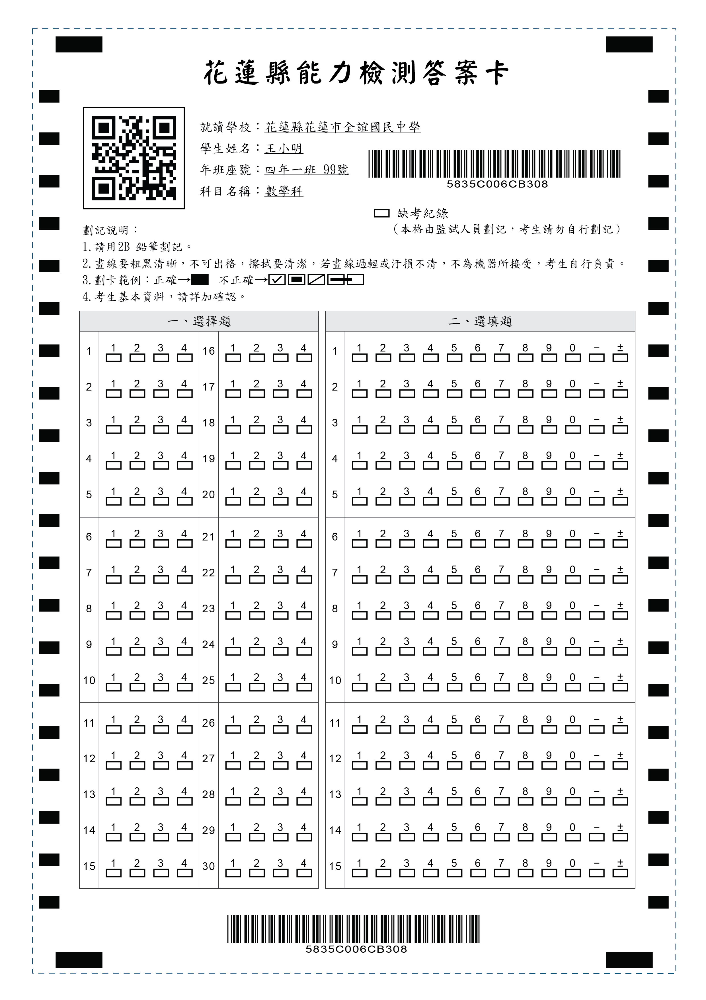 花蓮縣能力檢測答案卡
就讀學校：花蓮縣花蓮市全誼國民中學
學生姓名：王小明
年班座號：四年一班 99號
科目名稱：數學科
5835C006CB308
缺考紀錄
（本格由監試人員劃記，考生請勿自行劃記）
劃記說明：
1.請用2B 鉛筆劃記。
2.畫線要粗黑清晰，不可出格，擦拭要清潔，若畫線過輕或汙損不清，不為機器所接受，考生自行負責。
3.劃卡範例：正確→ 不正確→
4.考生基本資料，請詳加確認。
一、選擇題 二、選填題
1 1 2 3 4 16 1 2 3 4 1 1 2 3 4 5 6 7 8 9 0 − ±
2 1 2 3 4 17 1 2 3 4 2 1 2 3 4 5 6 7 8 9 0 − ±
3 1 2 3 4 18 1 2 3 4 3 1 2 3 4 5 6 7 8 9 0 − ±
4 1 2 3 4 19 1 2 3 4 4 1 2 3 4 5 6 7 8 9 0 − ±
5 1 2 3 4 20 1 2 3 4 5 1 2 3 4 5 6 7 8 9 0 − ±
6 1 2 3 4 21 1 2 3 4 6 1 2 3 4 5 6 7 8 9 0 − ±
7 1 2 3 4 22 1 2 3 4 7 1 2 3 4 5 6 7 8 9 0 − ±
8 1 2 3 4 23 1 2 3 4 8 1 2 3 4 5 6 7 8 9 0 − ±
9 1 2 3 4 24 1 2 3 4 9 1 2 3 4 5 6 7 8 9 0 − ±
10 1 2 3 4 25 1 2 3 4 10 1 2 3 4 5 6 7 8 9 0 − ±
11 1 2 3 4 26 1 2 3 4 11 1 2 3 4 5 6 7 8 9 0 − ±
12 1 2 3 4 27 1 2 3 4 12 1 2 3 4 5 6 7 8 9 0 − ±
13 1 2 3 4 28 1 2 3 4 13 1 2 3 4 5 6 7 8 9 0 − ±
14 1 2 3 4 29 1 2 3 4 14 1 2 3 4 5 6 7 8 9 0 − ±
15 1 2 3 4 30 1 2 3 4 15 1 2 3 4 5 6 7 8 9 0 − ±
5835C006CB308